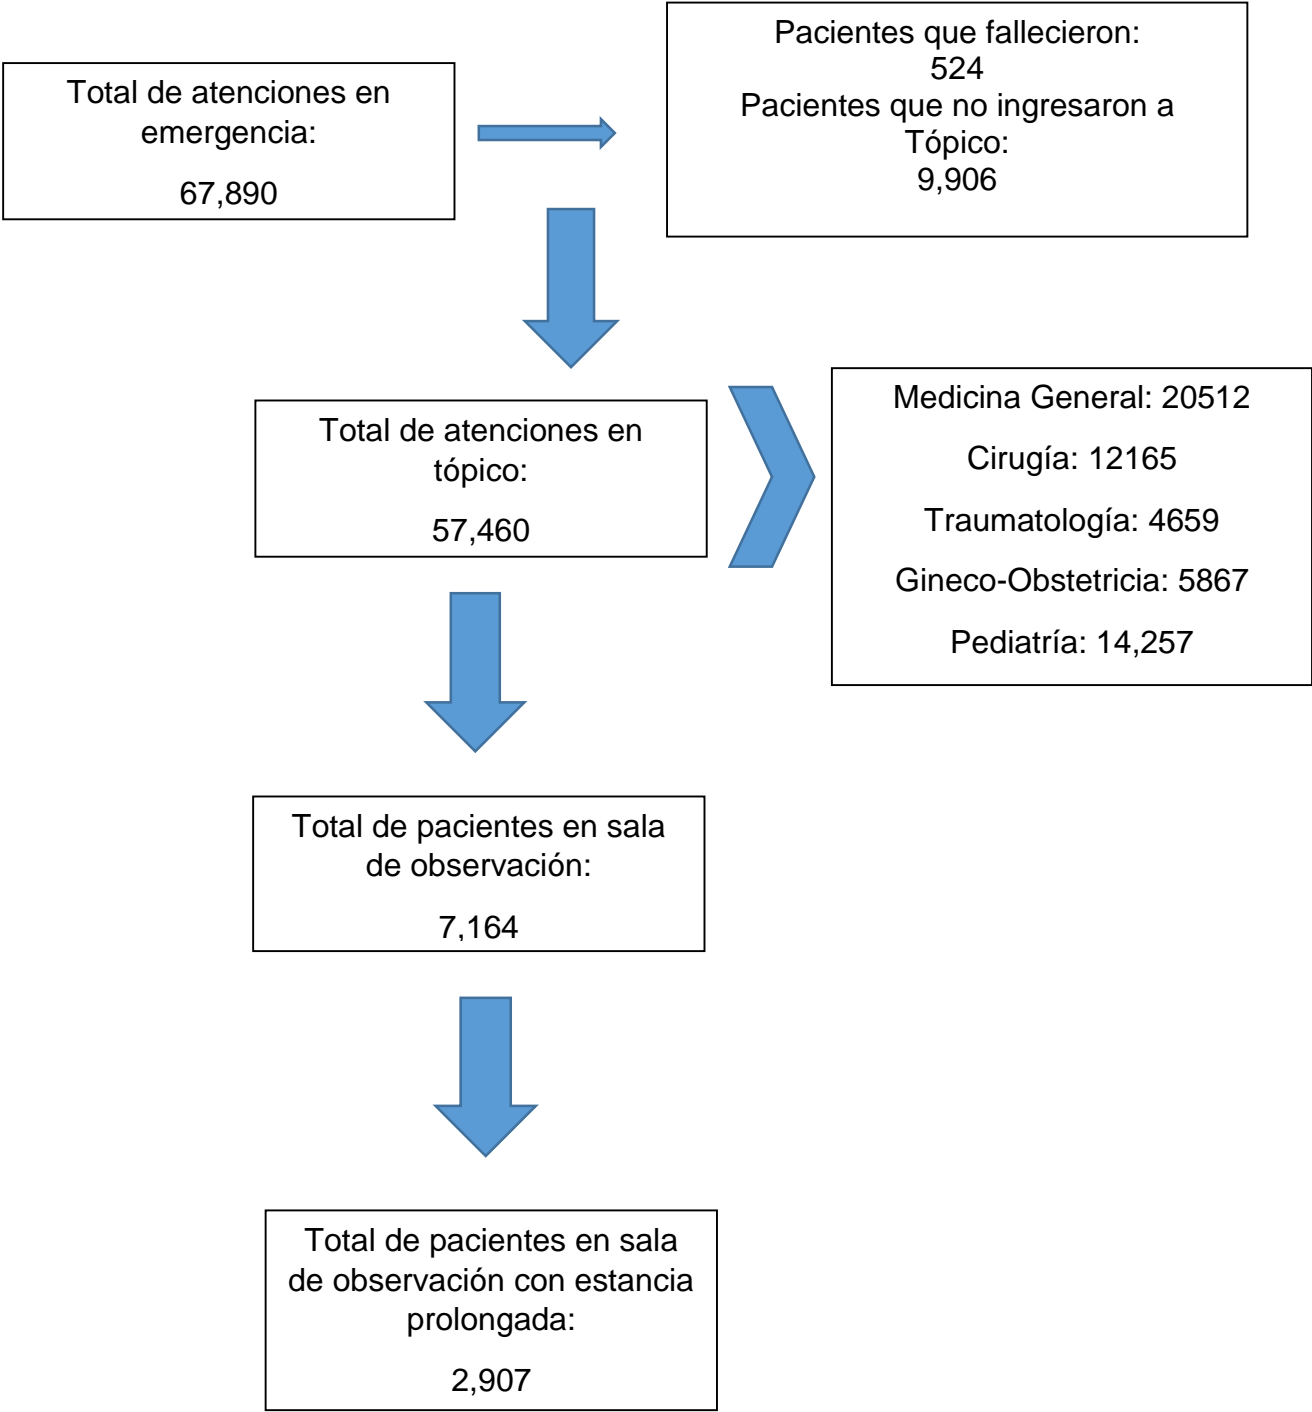 Total de atenciones en
emergencia:
67,890
Pacientes que fallecieron:
524
Pacientes que no ingresaron a
Tópico:
9,906
Total de atenciones en
tópico:
57,460
Medicina General: 20512
Cirugía: 12165
Traumatología: 4659
Gineco-Obstetricia: 5867
Pediatría: 14,257
Total de pacientes en sala
de observación:
7,164
Total de pacientes en sala
de observación con estancia
prolongada:
2,907